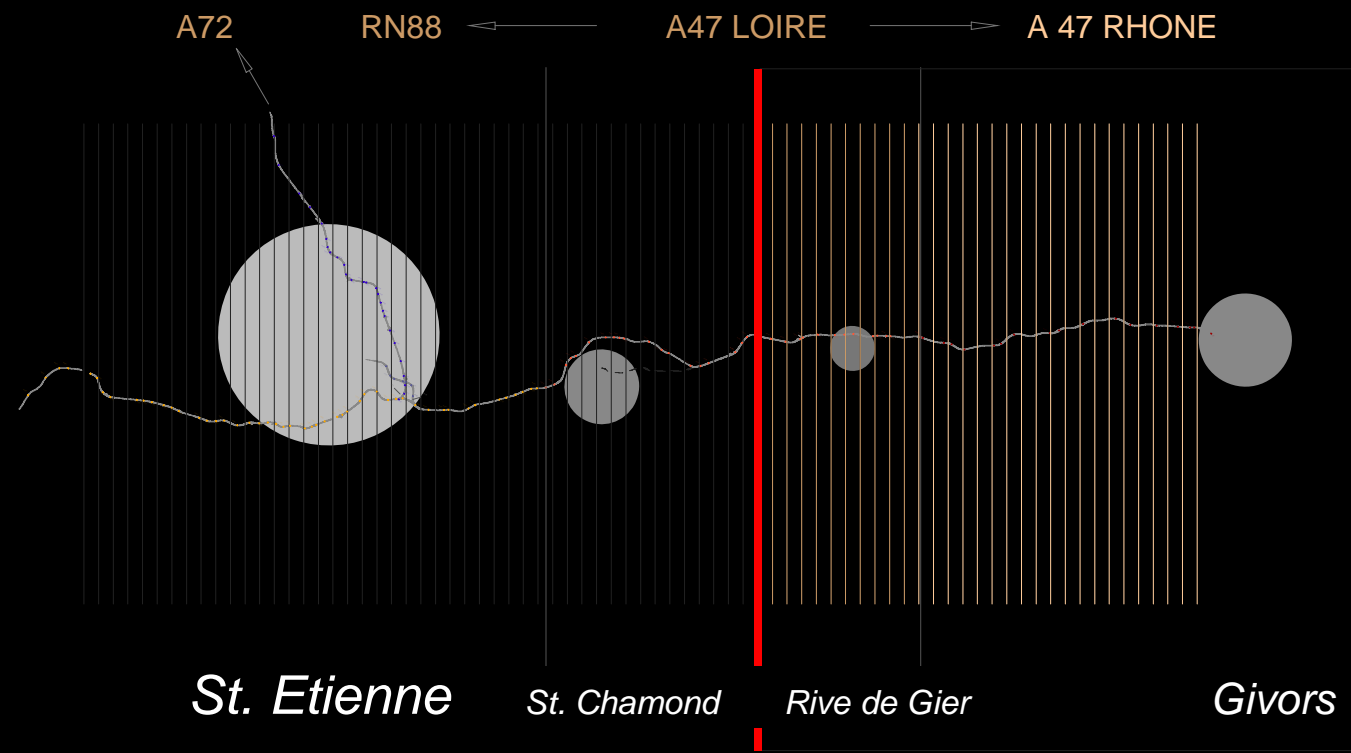 A72 RN88 A47 LOIRE A 47 RHONE
St. Etienne St. Chamond Rive de Gier Givors